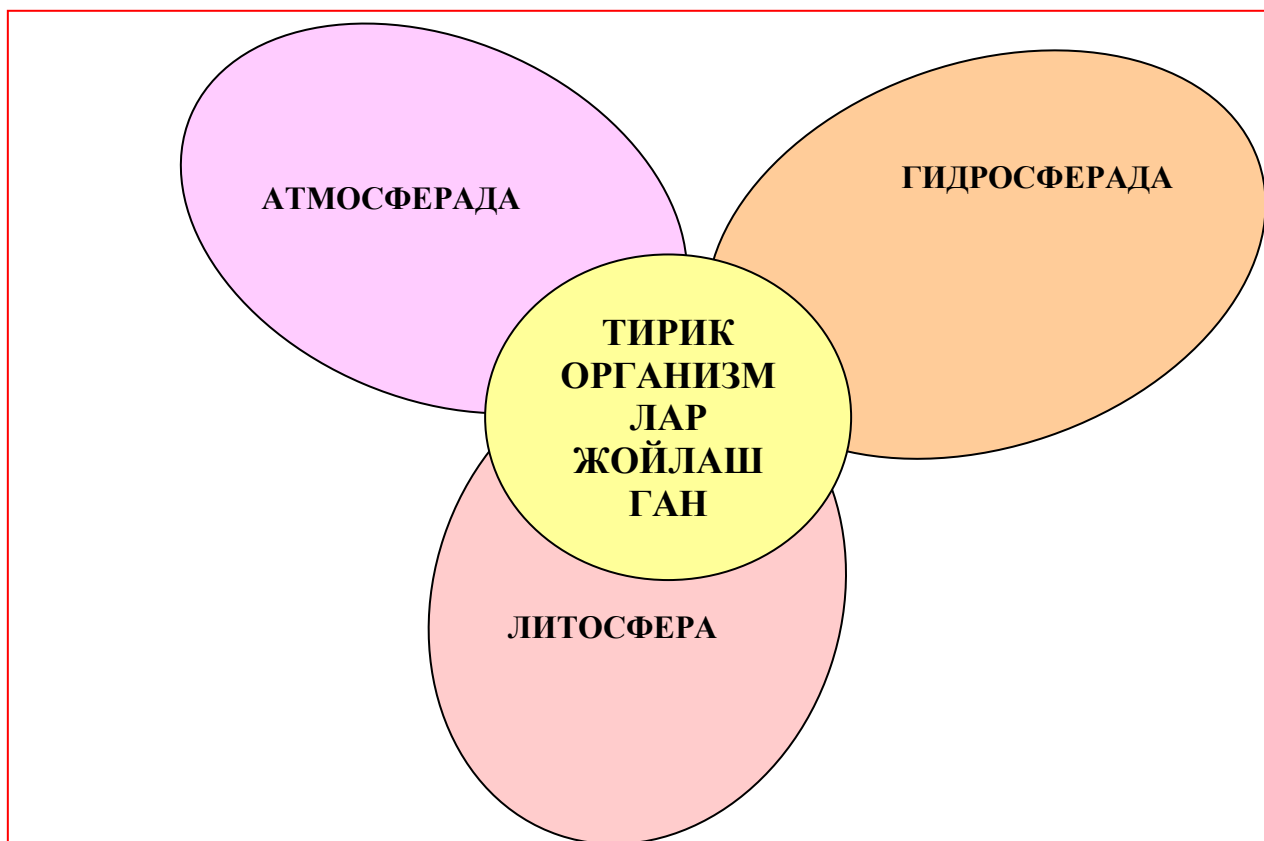 АТМОСФЕРАДА
ГИДРОСФЕРАДА
ТИРИК
ОРГАНИЗМ
ЛАР
ЖОЙЛАШ
ГАН
ЛИТОСФЕРА